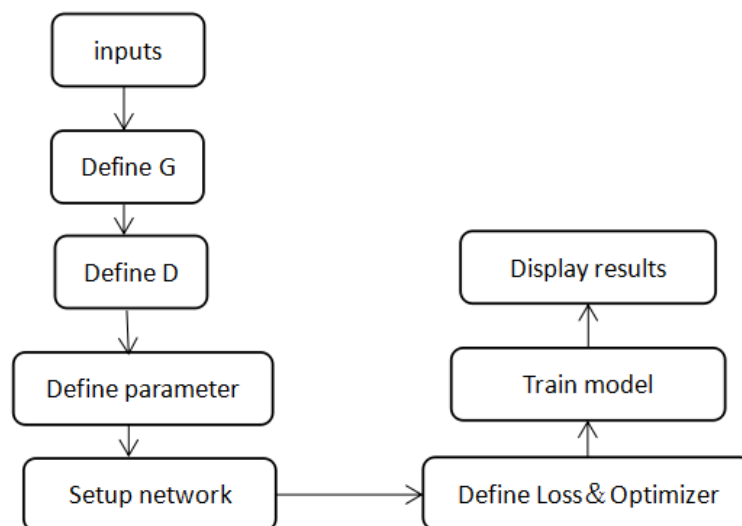 inputs
Define G
Define D
Define parameter
Setup network
Define Loss&Optimizer
Train model
Display results